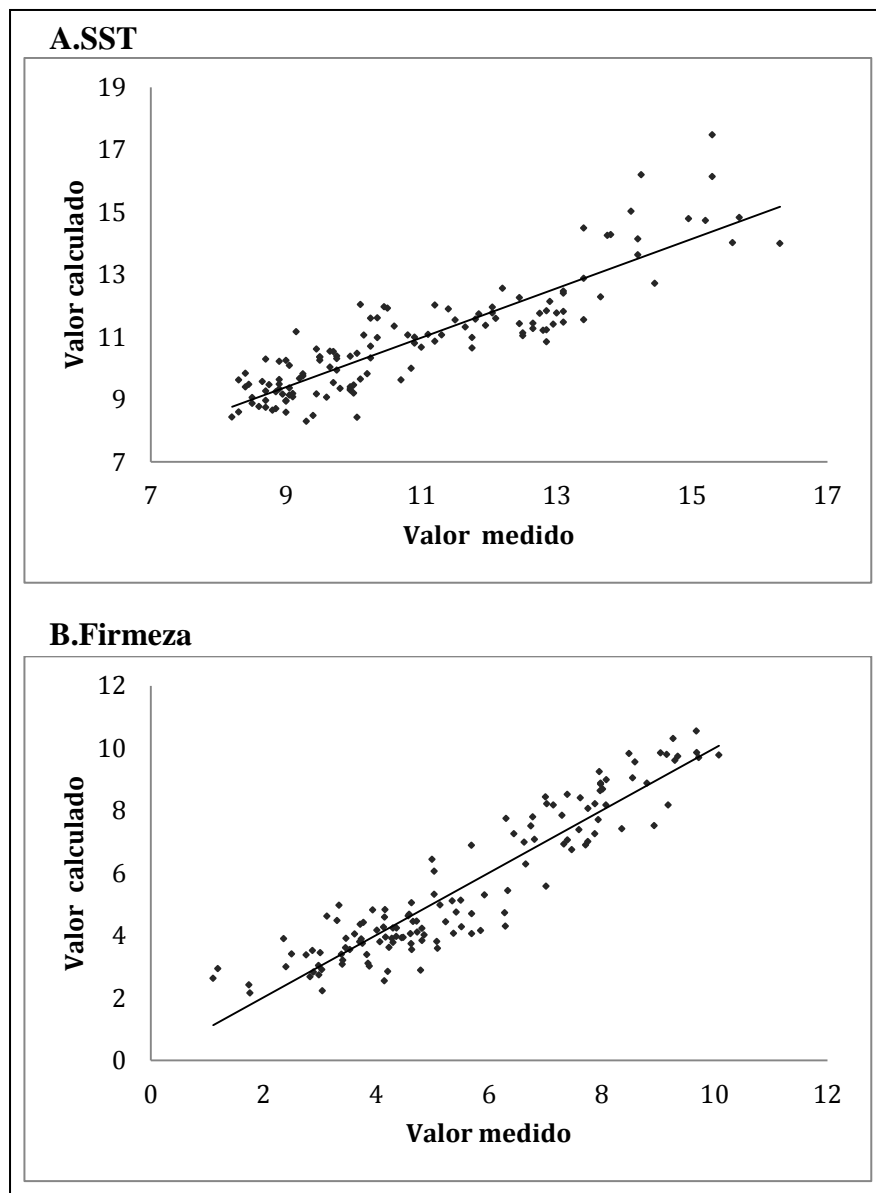 A.SST
19
17
15
13
11
9
7
Valor calculado
7 9 11 13 15 17
Valor medido
B.Firmeza
12
10
8
6
4
2
0
Valor calculado
0 2 4 6 8 10 12
Valor medido